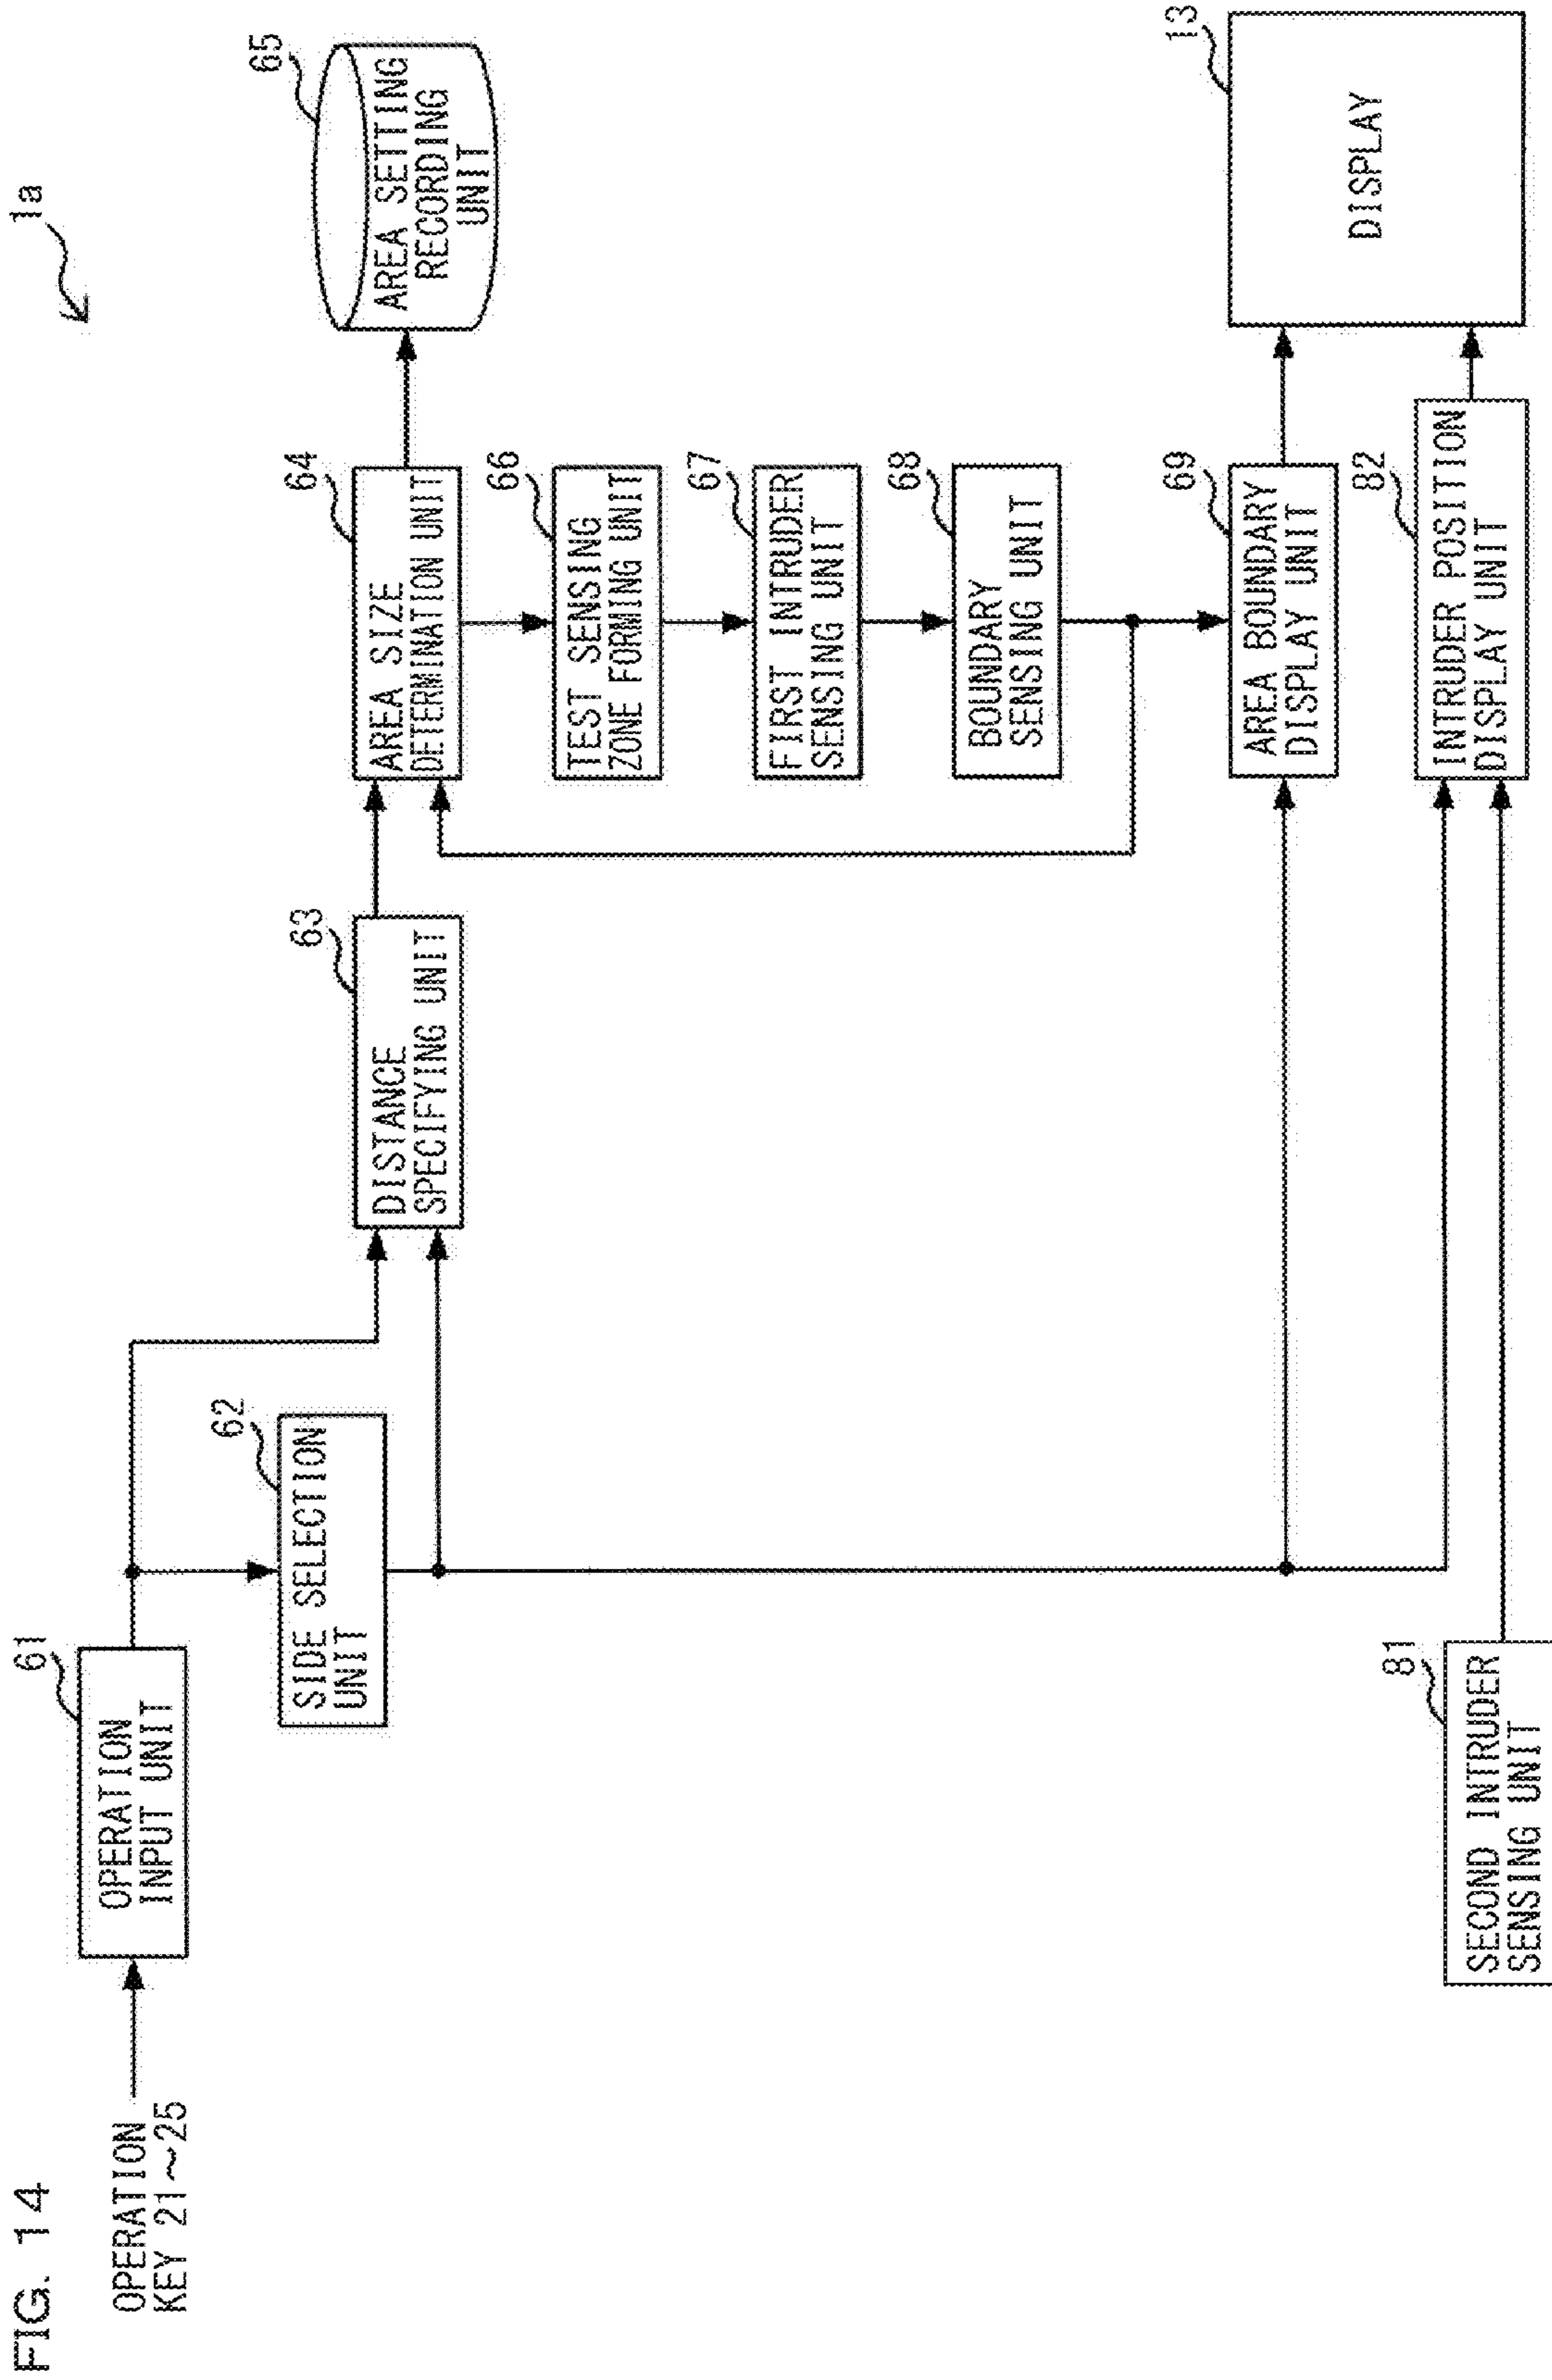 FIG. 14
1a
OPERATION
KEY 21～25
61
OPERATION
INPUT UNIT
62
SIDE SELECTION
UNIT
63
DISTANCE
SPECIFYING UNIT
64
AREA SIZE
DETERMINATION UNIT
65
AREA SETTING
RECORDING
UNIT
66
TEST SENSING
ZONE FORMING UNIT
67
FIRST INTRUDER
SENSING UNIT
68
BOUNDARY
SENSING UNIT
69
AREA BOUNDARY
DISPLAY UNIT
13
DISPLAY
82
INTRUDER POSITION
DISPLAY UNIT
81
SECOND INTRUDER
SENSING UNIT